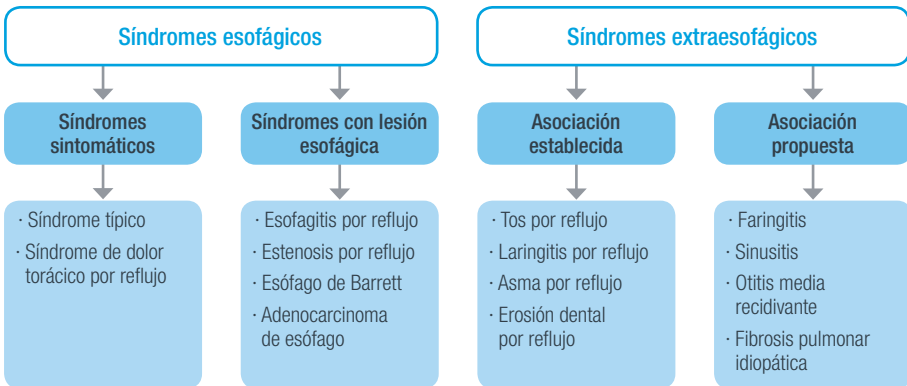 Síndromes esofágicos
Síndromes extraesofágicos
Síndromes
sintomáticos
Síndromes con lesión
esofágica
Asociación
establecida
Asociación
propuesta
· Síndrome típico
· Síndrome de dolor
torácico por reflujo
· Esofagitis por reflujo
· Estenosis por reflujo
· Esófago de Barrett
· Adenocarcinoma
de esófago
· Tos por reflujo
· Laringitis por reflujo
· Asma por reflujo
· Erosión dental
por reflujo
· Faringitis
· Sinusitis
· Otitis media
recidivante
· Fibrosis pulmonar
idiopática